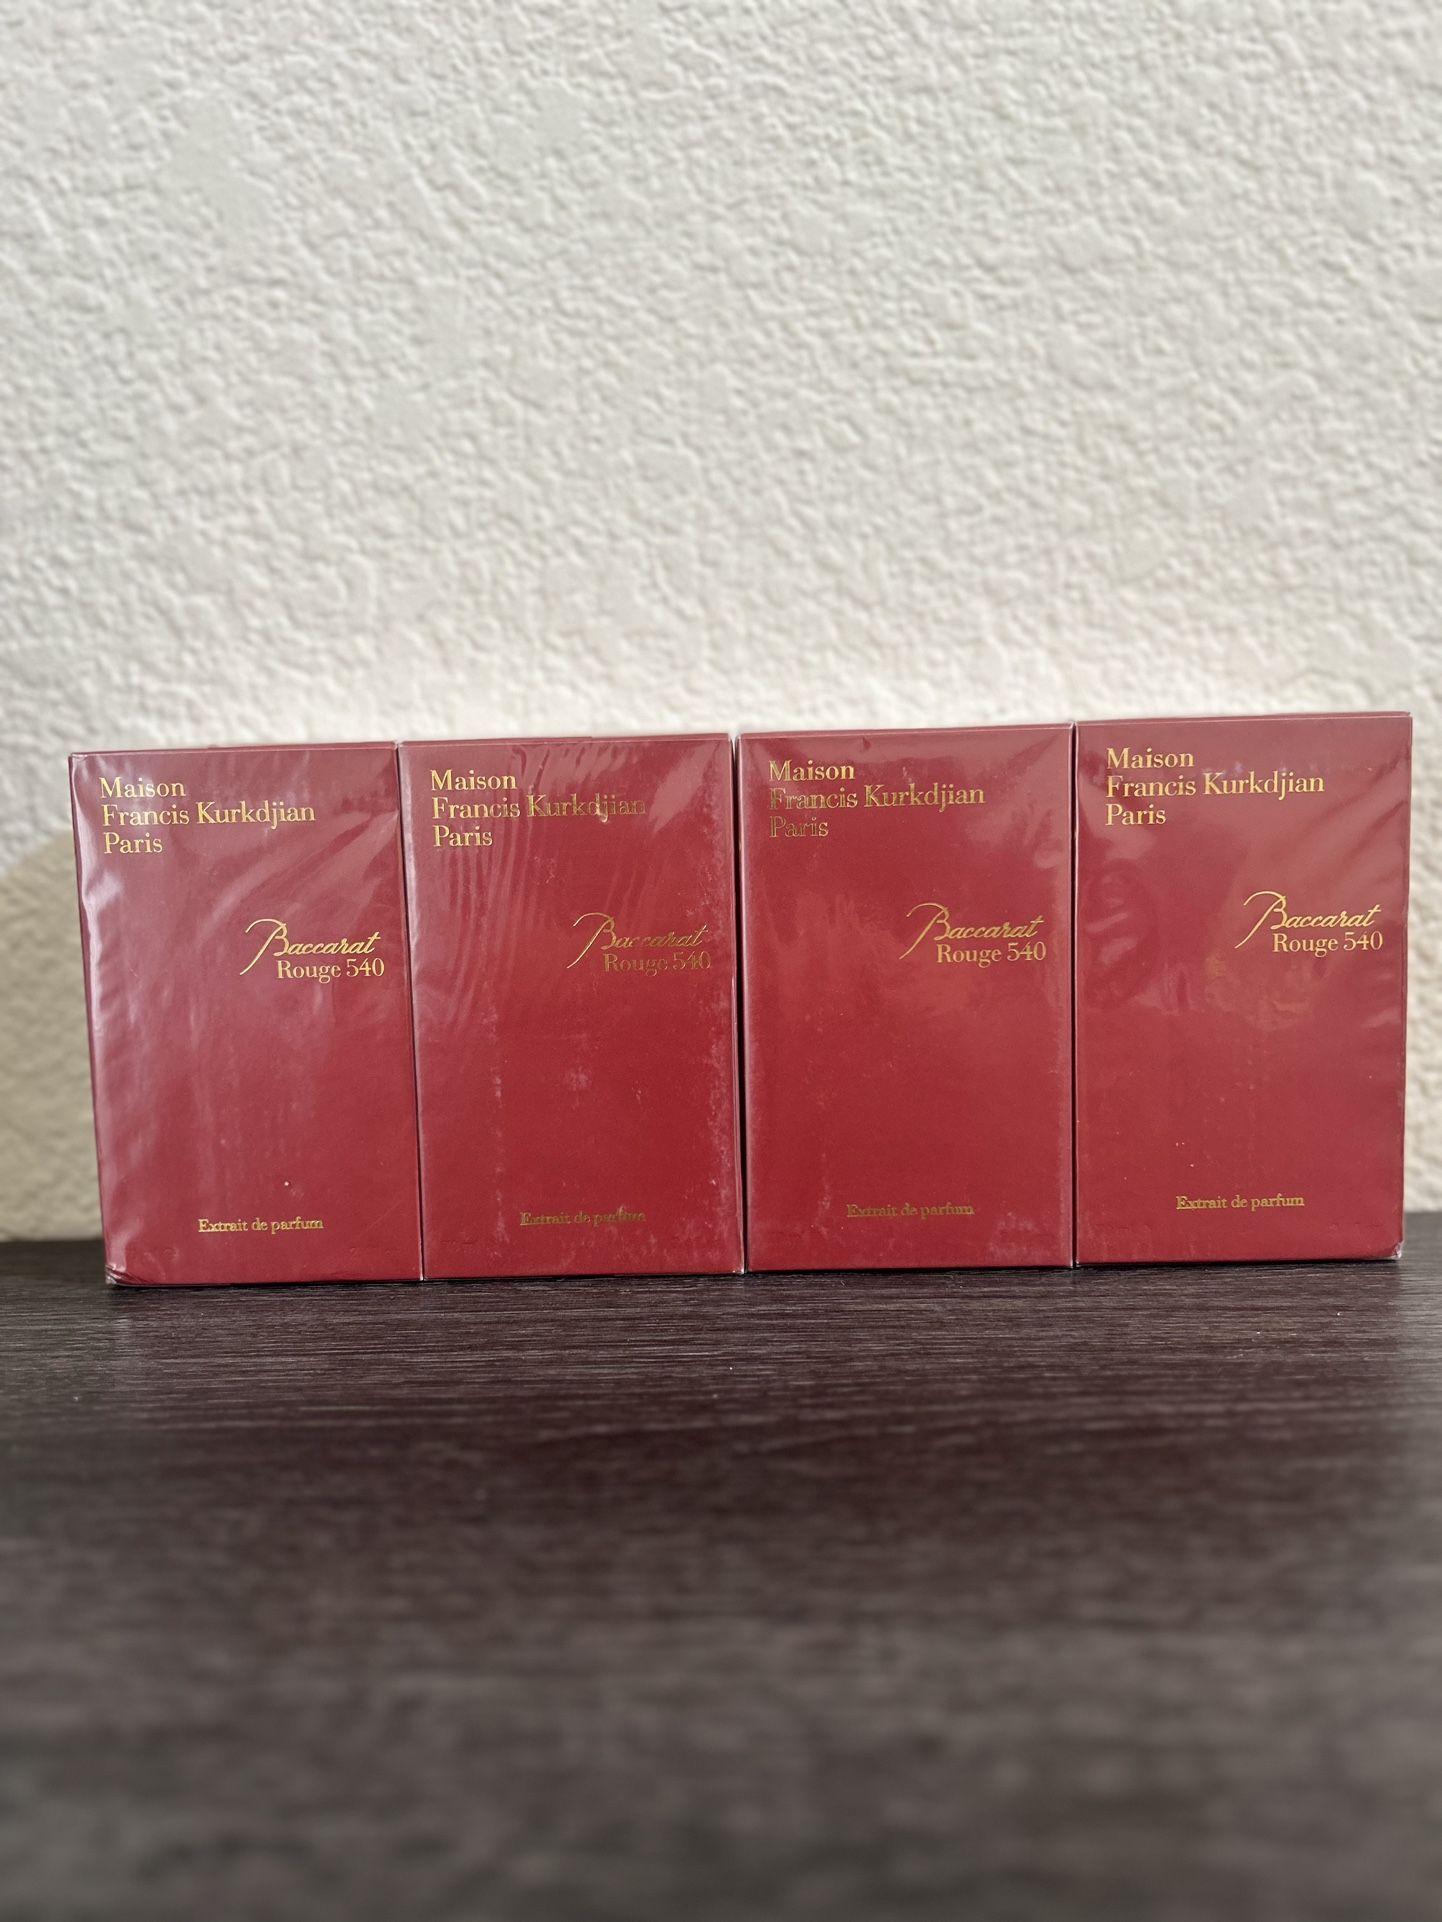 Maison
Francis Kurkdjian
Paris
Baccarat
Rouge 540
Extrait de parfum
Maison
Francis Kurkdjian
Paris
Baccarat
Rouge 540
Extrait de parfum
Maison
Francis Kurkdjian
Paris
Baccarat
Rouge 540
Extrait de parfum
Maison
Francis Kurkdjian
Paris
Baccarat
Rouge 540
Extrait de parfum